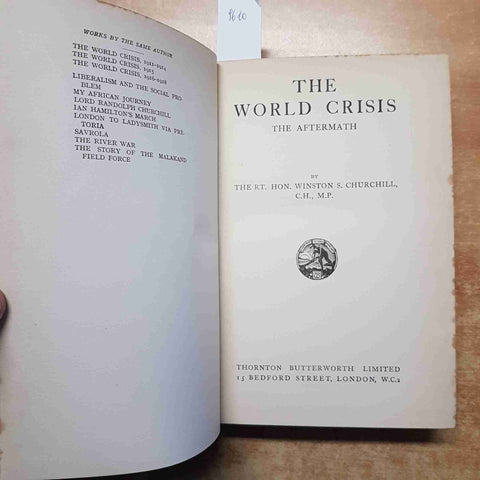 WORKS BY THE SAME AUTHOR
THE WORLD CRISIS: 1911–1914
THE WORLD CRISIS: 1915
THE WORLD CRISIS: 1916–1918
LIBERALISM AND THE SOCIAL PRO-
BLEM
MY AFRICAN JOURNEY
LORD RANDOLPH CHURCHILL
IAN HAMILTON'S MARCH
LONDON TO LADYSMITH VIA PRE-
TORIA
SAVROLA
THE RIVER WAR
THE STORY OF THE MALAKAND
FIELD FORCE
THE
WORLD CRISIS
THE AFTERMATH
BY
THE RT. HON. WINSTON S. CHURCHILL,
C.H., M.P.
THORNTON BUTTERWORTH LIMITED
15 BEDFORD STREET, LONDON, W.C.2